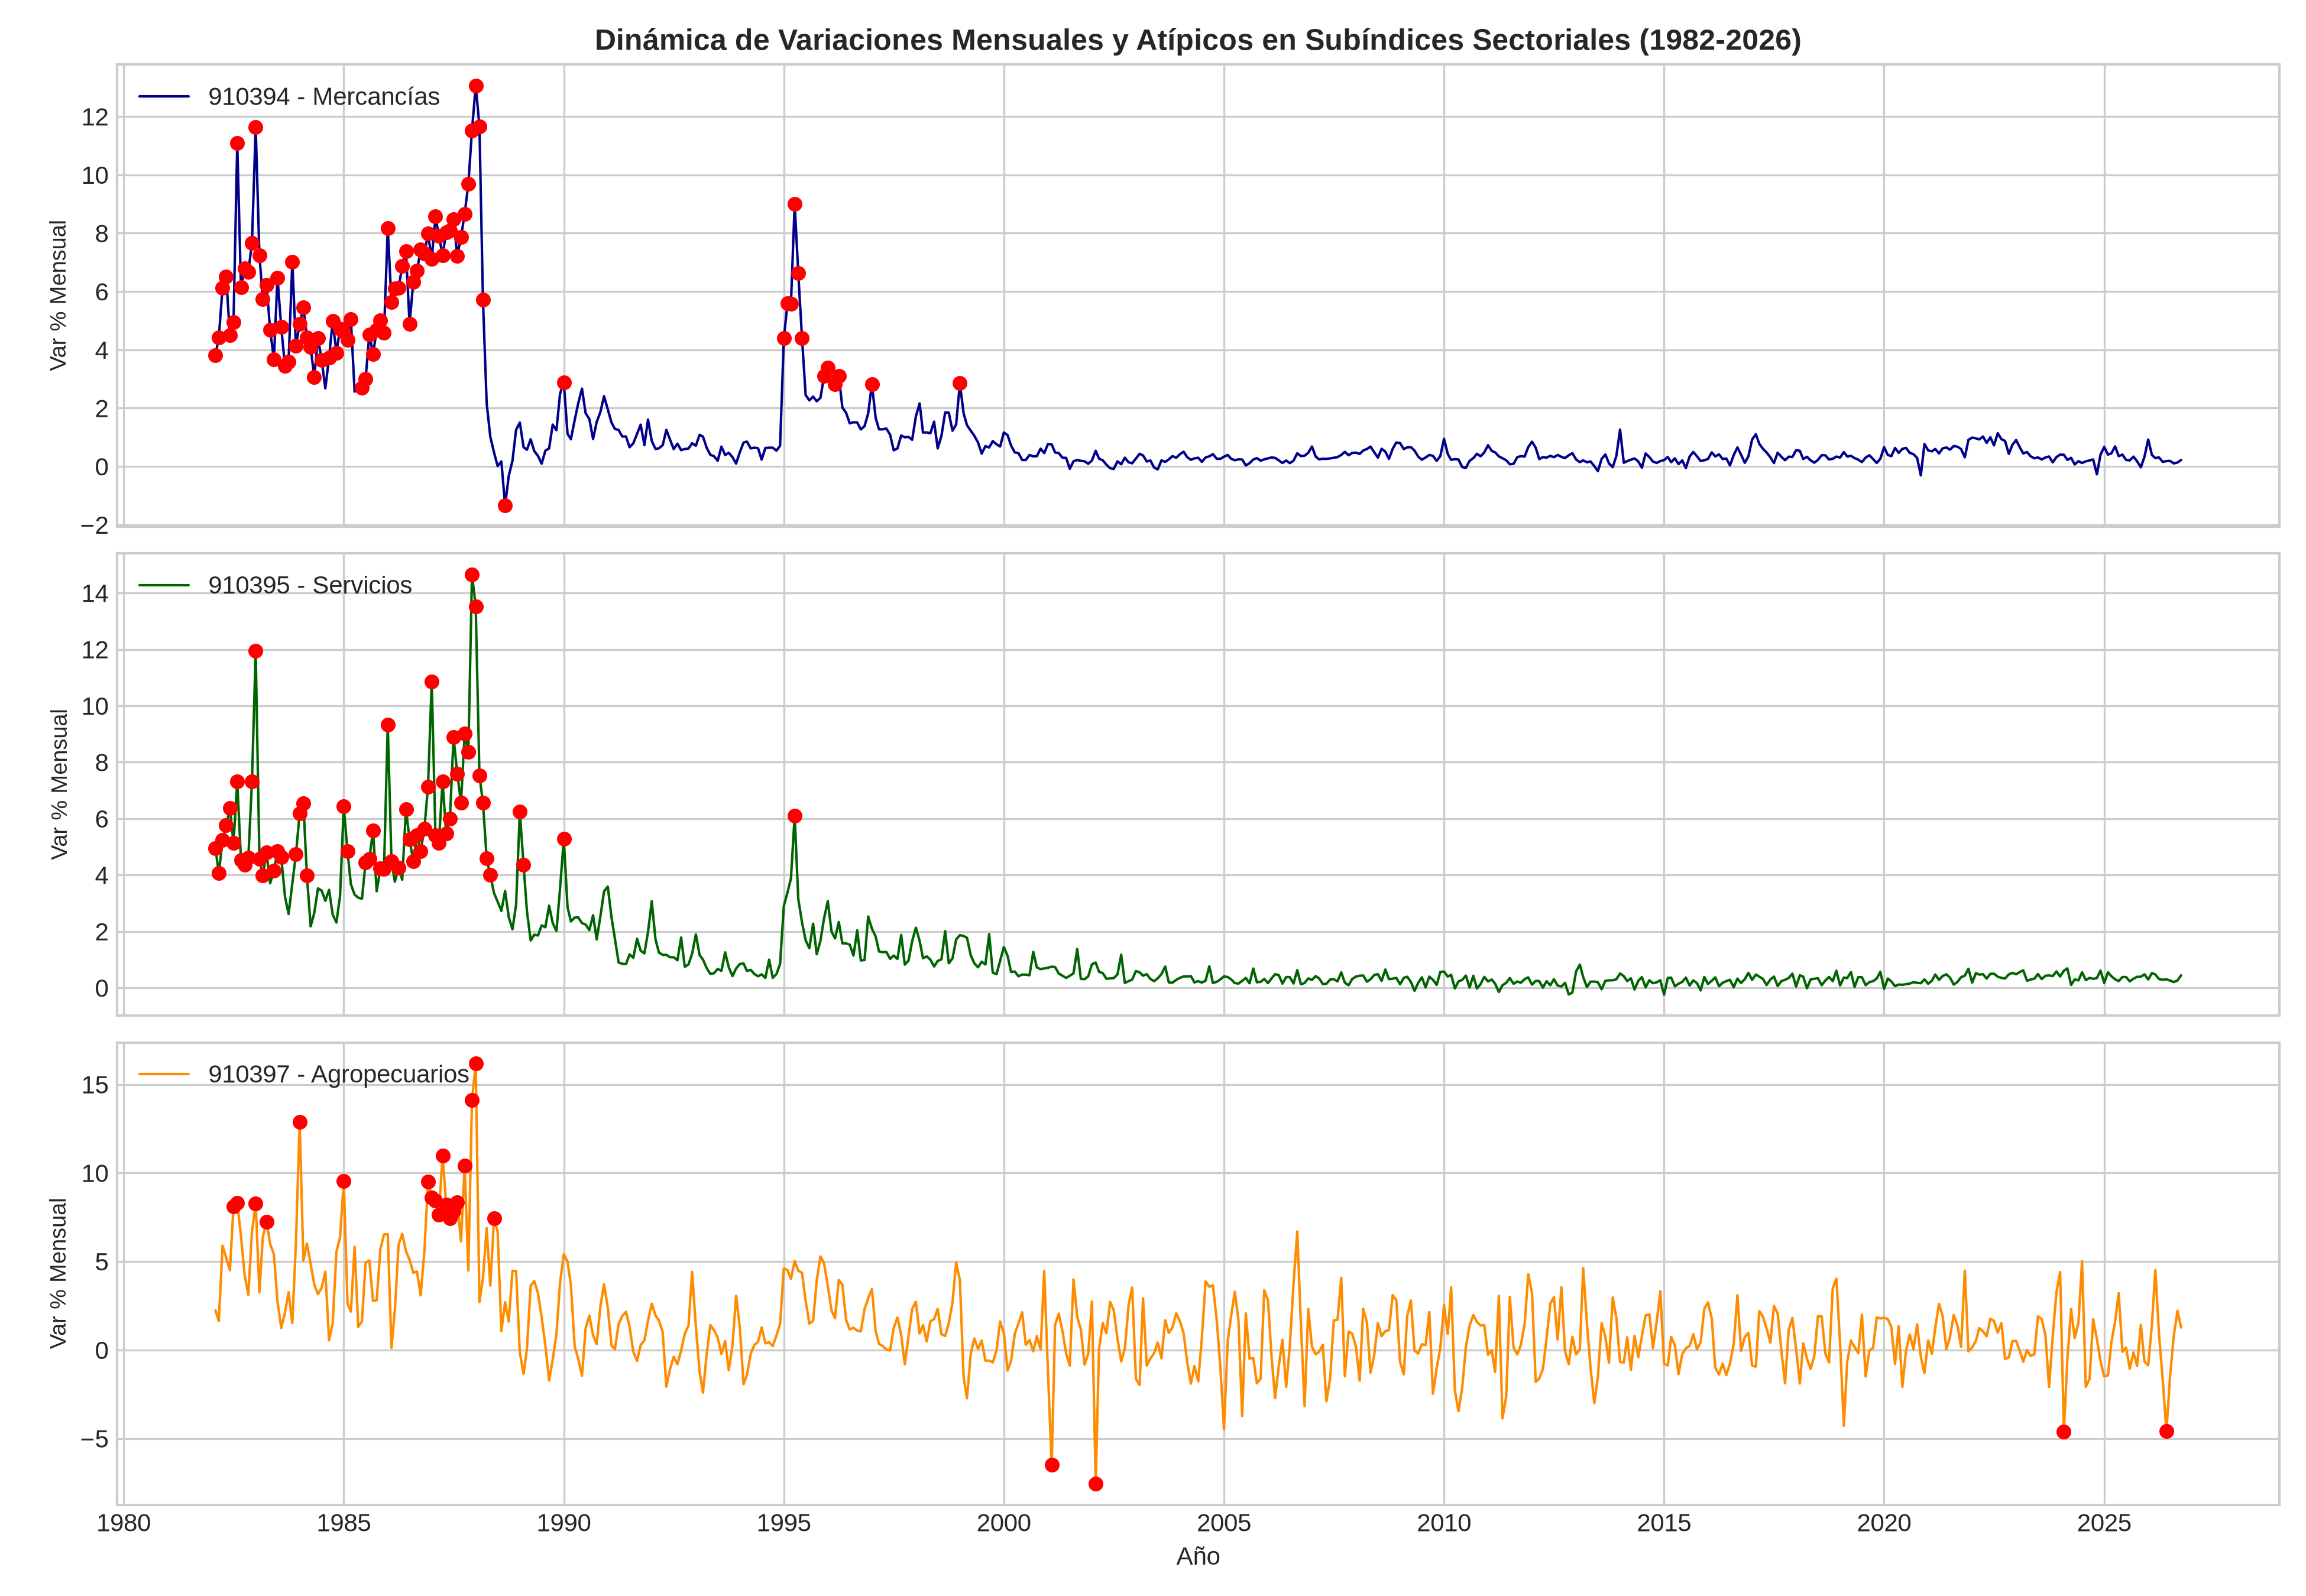 Dinámica de Variaciones Mensuales y Atípicos en Subíndices Sectoriales (1982-2026)
910394 - Mercancías
Var % Mensual
12
10
8
6
4
2
0
−2
910395 - Servicios
Var % Mensual
14
12
10
8
6
4
2
0
910397 - Agropecuarios
Var % Mensual
15
10
5
0
−5
1980 1985 1990 1995 2000 2005 2010 2015 2020 2025
Año